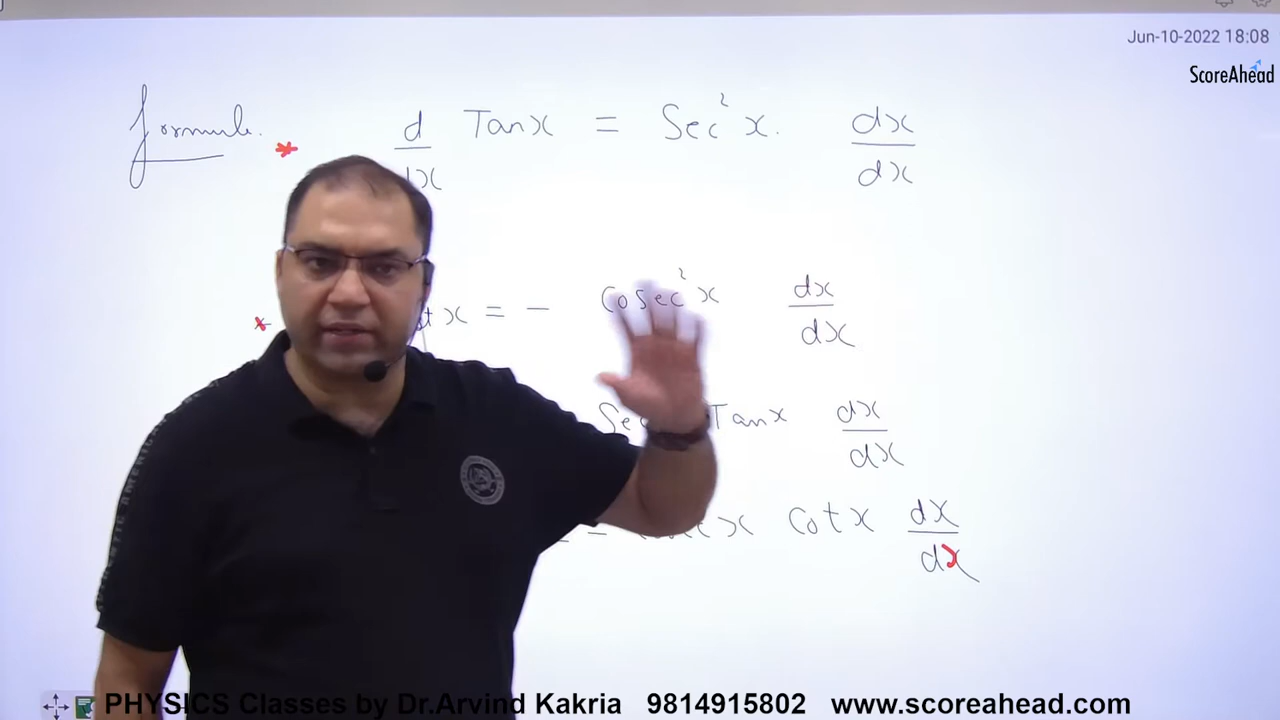 Jun-10-2022 18:08
ScoreAhead
formule.
* d/dx Tanx = Sec²x. dx/dx
* x = - Cosec²x dx/dx
Tanx dx/dx
- x Cotx dx/dx
PHYSICS Classes by Dr.Arvind Kakria 9814915802 www.scoreahead.com